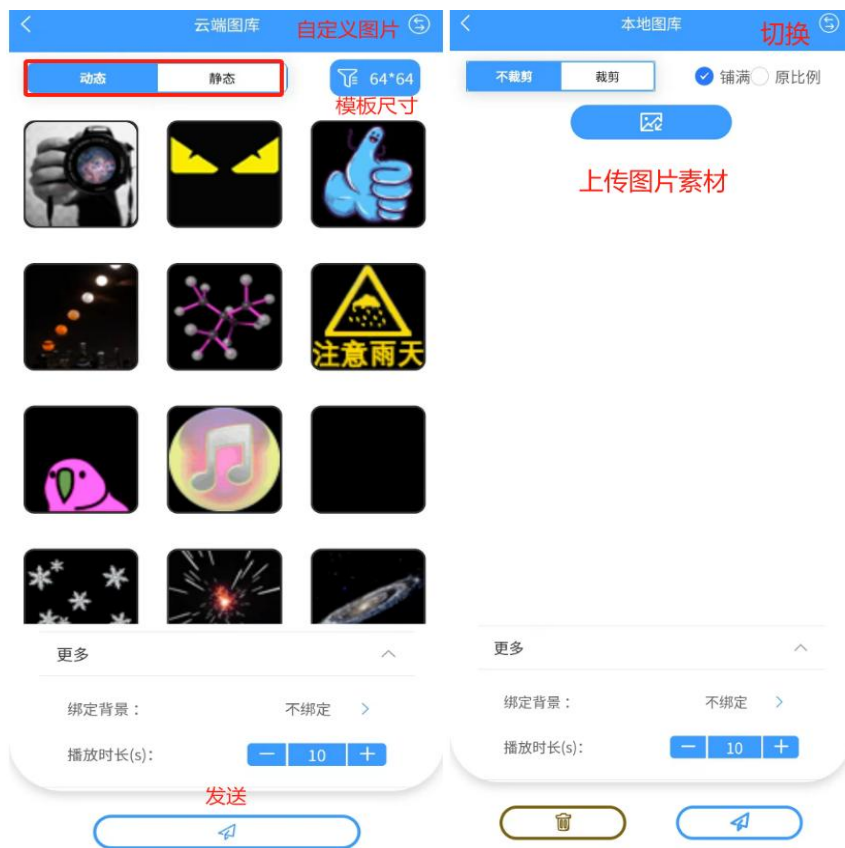 云端图库
自定义图片
动态
静态
64*64
模板尺寸
注意雨天
更多
绑定背景：
不绑定
播放时长(s):
10
发送
本地图库
切换
不裁剪
裁剪
铺满
原比例
上传图片素材
更多
绑定背景：
不绑定
播放时长(s):
10